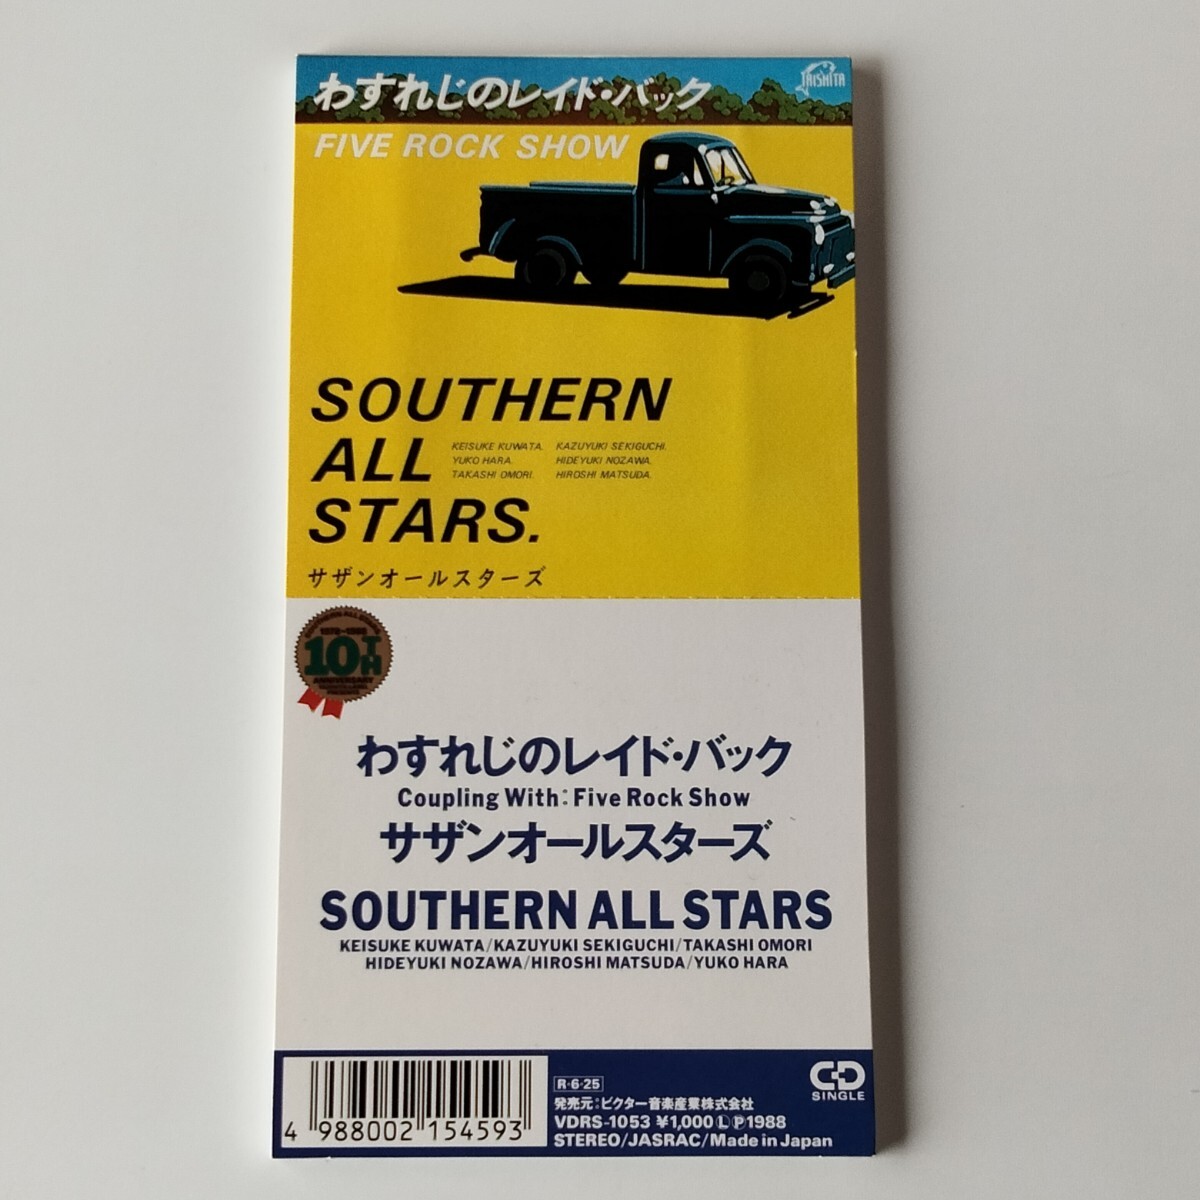 わすれじのレイド・バック
TAISHITA
FIVE ROCK SHOW
SOUTHERN
ALL
STARS.
KEISUKE KUWATA. KAZUYUKI SEKIGUCHI.
YUKO HARA. HIDEYUKI NOZAWA.
TAKASHI OMORI. HIROSHI MATSUDA.
サザンオールスターズ
10TH
ANNIVERSARY
わすれじのレイド・バック
Coupling With: Five Rock Show
サザンオールスターズ
SOUTHERN ALL STARS
KEISUKE KUWATA/KAZUYUKI SEKIGUCHI/TAKASHI OMORI
HIDEYUKI NOZAWA/HIROSHI MATSUDA/YUKO HARA
4 988002 154593
R・6・25
発売元:ビクター音楽産業株式会社
VDRS-1053 ¥1,000 Ⓛ Ⓟ1988
STEREO/JASRAC/Made in Japan
CD
SINGLE